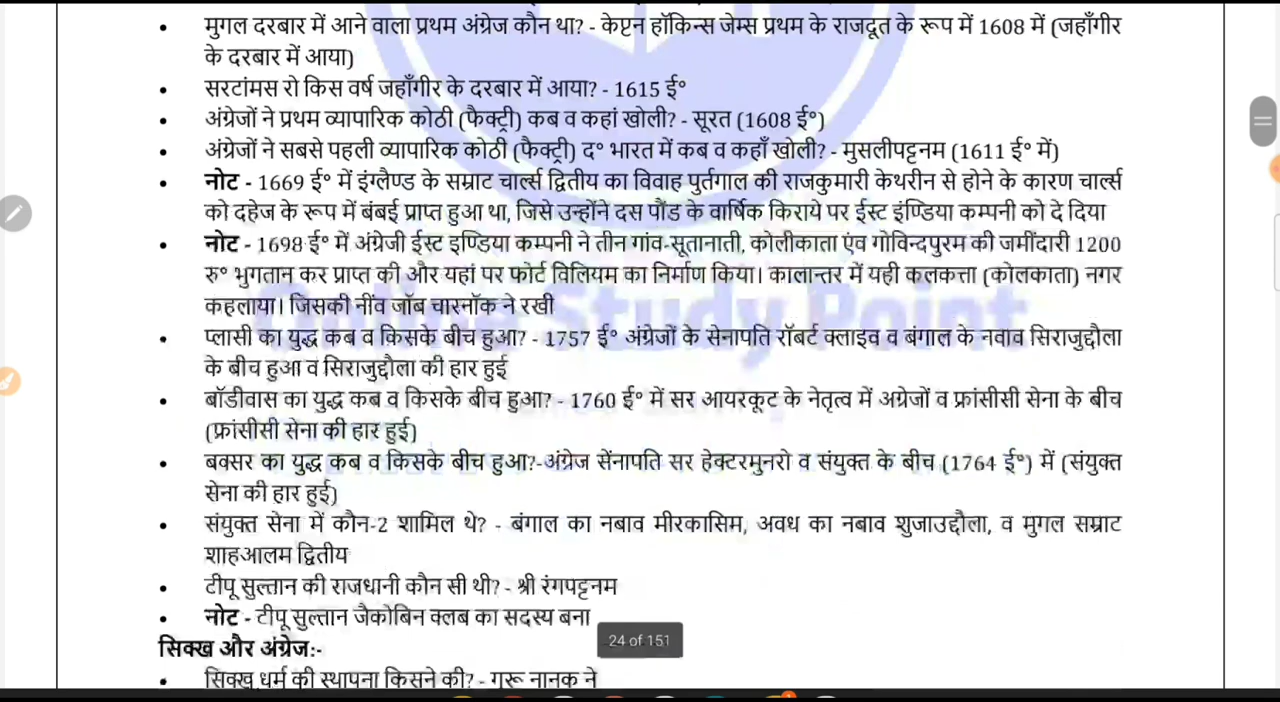 मुगल दरबार में आने वाला प्रथम अंग्रेज कौन था? - केप्टन हॉकिन्स जेम्स प्रथम के राजदूत के रूप में 1608 में (जहाँगीर
के दरबार में आया)
सरटांमस रो किस वर्ष जहाँगीर के दरबार में आया? - 1615 ई°
अंग्रेजों ने प्रथम व्यापारिक कोठी (फैक्ट्री) कब व कहां खोली? - सूरत (1608 ई°)
अंग्रेजों ने सबसे पहली व्यापारिक कोठी (फैक्ट्री) द° भारत में कब व कहाँ खोली? - मुसलीपट्टनम (1611 ई° में)
नोट - 1669 ई° में इंग्लैण्ड के सम्राट चार्ल्स द्वितीय का विवाह पुर्तगाल की राजकुमारी केथरीन से होने के कारण चार्ल्स
को दहेज के रूप में बंबई प्राप्त हुआ था, जिसे उन्होंने दस पौंड के वार्षिक किराये पर ईस्ट इंण्डिया कम्पनी को दे दिया
नोट - 1698 ई° में अंग्रेजी ईस्ट इण्डिया कम्पनी ने तीन गांव-सूतानाती, कोलीकाता एंव गोविन्दपुरम की जमींदारी 1200
रु° भुगतान कर प्राप्त की और यहां पर फोर्ट विलियम का निर्माण किया। कालान्तर में यही कलकत्ता (कोलकाता) नगर
कहलाया। जिसकी नींव जॉब चारनॉक ने रखी
Online Study Point
प्लासी का युद्ध कब व किसके बीच हुआ? - 1757 ई° अंग्रेजों के सेनापति रॉबर्ट क्लाइव व बंगाल के नवाव सिराजुद्दौला
के बीच हुआ व सिराजुद्दौला की हार हुई
बॉडीवास का युद्ध कब व किसके बीच हुआ? - 1760 ई° में सर आयरकूट के नेतृत्व में अग्रेजों व फ्रांसीसी सेना के बीच
(फ्रांसीसी सेना की हार हुई)
बक्सर का युद्ध कब व किसके बीच हुआ?-अंग्रेज सेंनापति सर हेक्टरमुनरो व संयुक्त के बीच (1764 ई°) में (संयुक्त
सेना की हार हुई)
संयुक्त सेना में कौन-2 शामिल थे? - बंगाल का नबाव मीरकासिम, अवध का नबाव शुजाउद्दौला, व मुगल सम्राट
शाहआलम द्वितीय
टीपू सुल्तान की राजधानी कौन सी थी? - श्री रंगपट्टनम
नोट - टीपू सुल्तान जैकोबिन क्लब का सदस्य बना
24 of 151
सिक्ख और अंग्रेज:-
सिक्ख धर्म की स्थापना किसने की? - गुरू नानक ने